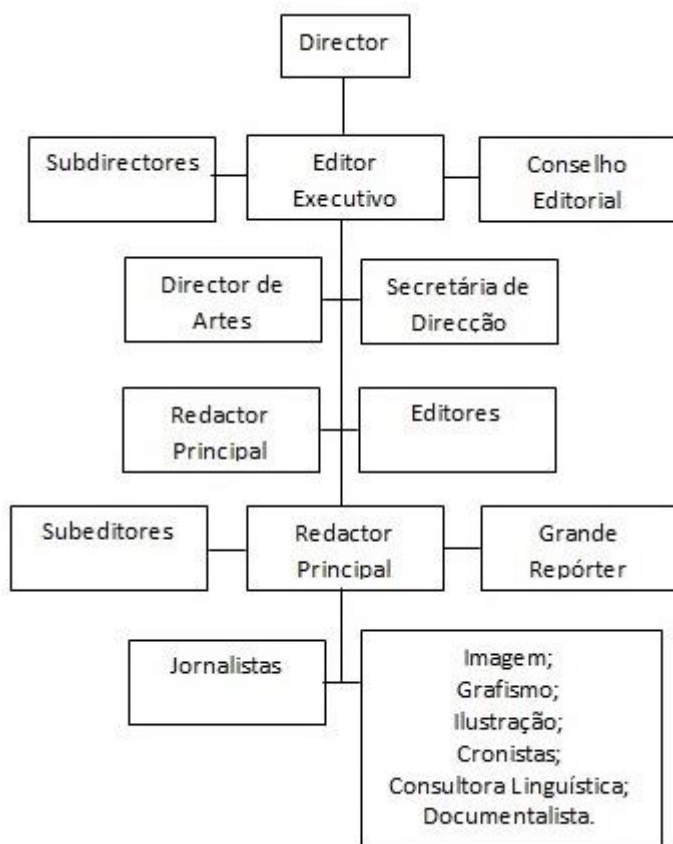 Director
Subdirectores
Editor
Executivo
Conselho
Editorial
Director de
Artes
Secretária de
Direcção
Redactor
Principal
Editores
Subeditores
Redactor
Principal
Grande
Repórter
Jornalistas
Imagem;
Grafismo;
Ilustração;
Cronistas;
Consultora Linguística;
Documentalista.